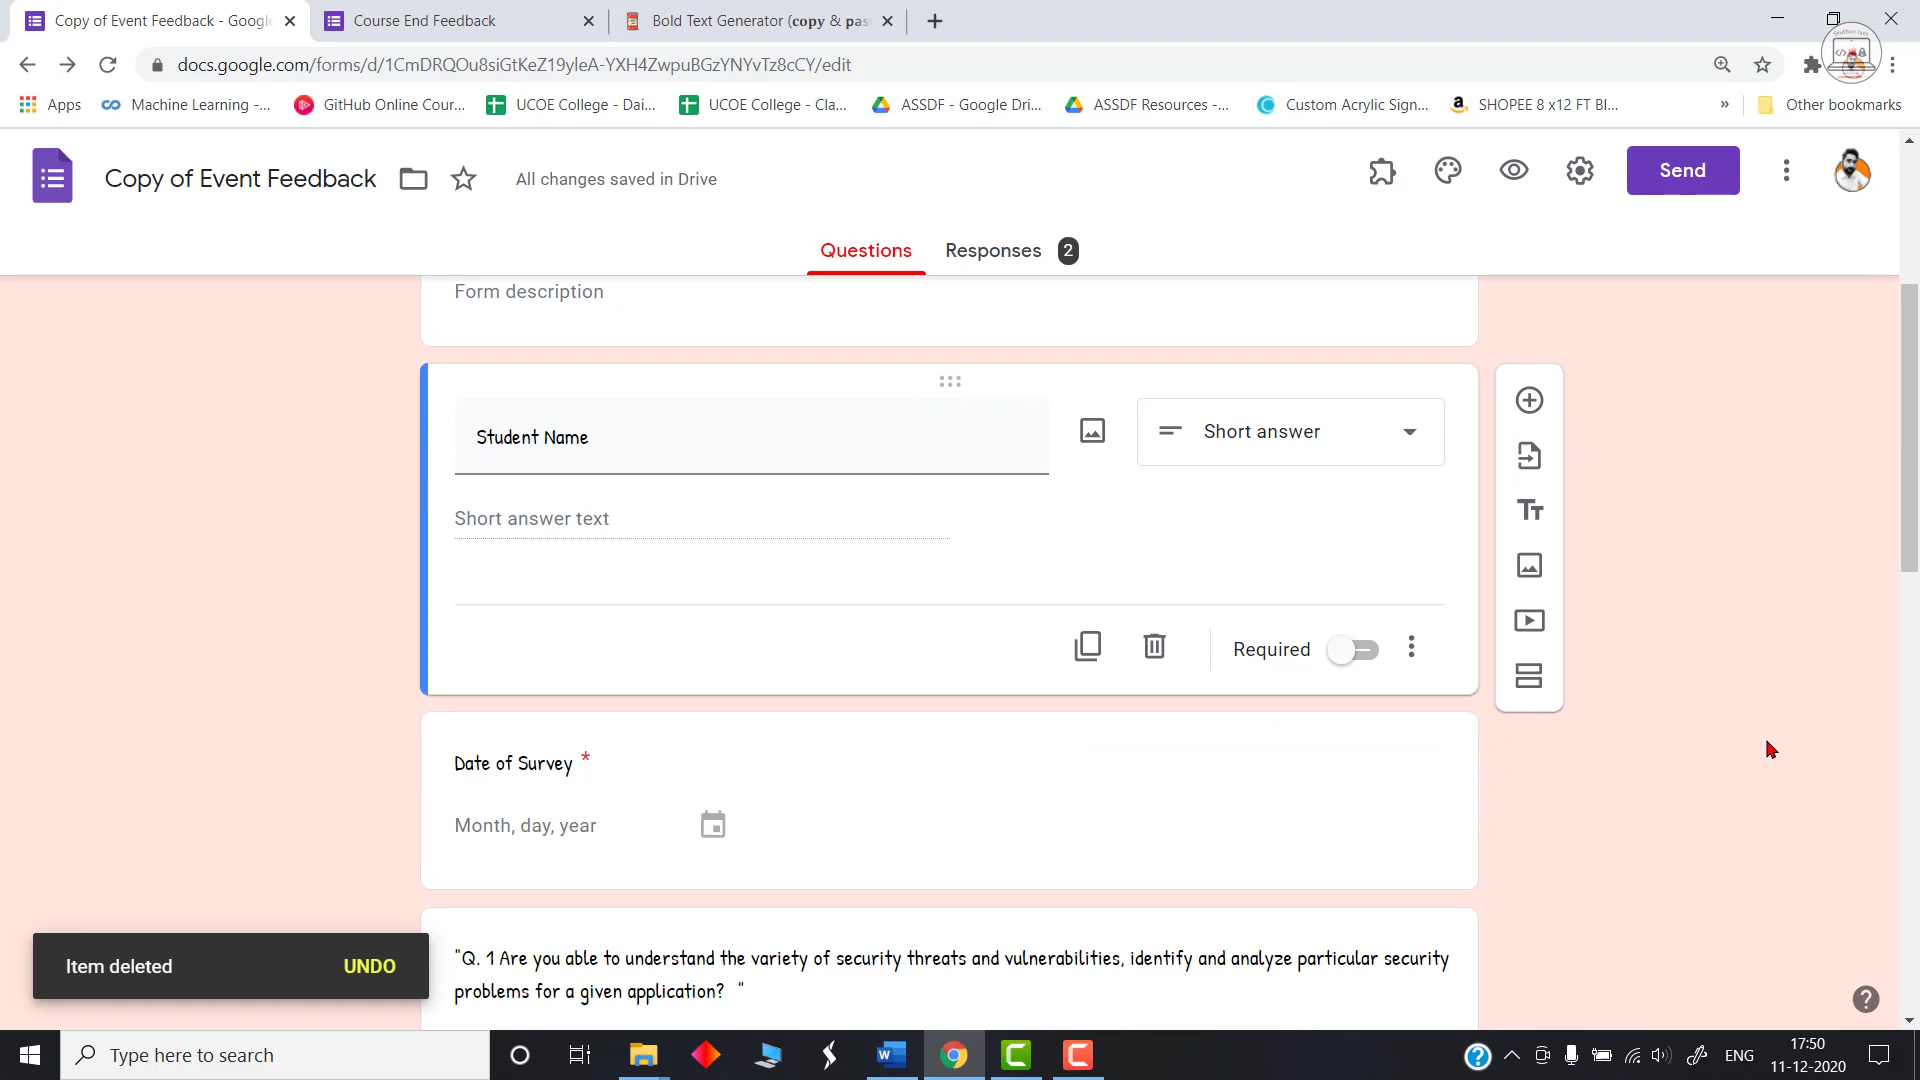 Copy of Event Feedback - Google
Course End Feedback
Bold Text Generator (copy & pas
docs.google.com/forms/d/1CmDRQOu8siGtKeZ19yleA-YXH4ZwpuBGzYNYvTz8cCY/edit
Apps
Machine Learning -...
GitHub Online Cour...
UCOE College - Dai...
UCOE College - Cla...
ASSDF - Google Dri...
ASSDF Resources -...
Custom Acrylic Sign...
SHOPEE 8 x12 FT Bl...
»
Other bookmarks
Copy of Event Feedback
All changes saved in Drive
Send
Questions
Responses 2
Form description
Student Name
Short answer
Short answer text
Required
Date of Survey *
Month, day, year
"Q. 1 Are you able to understand the variety of security threats and vulnerabilities, identify and analyze particular security
problems for a given application? "
Item deleted
UNDO
Type here to search
ENG
17:50
11-12-2020